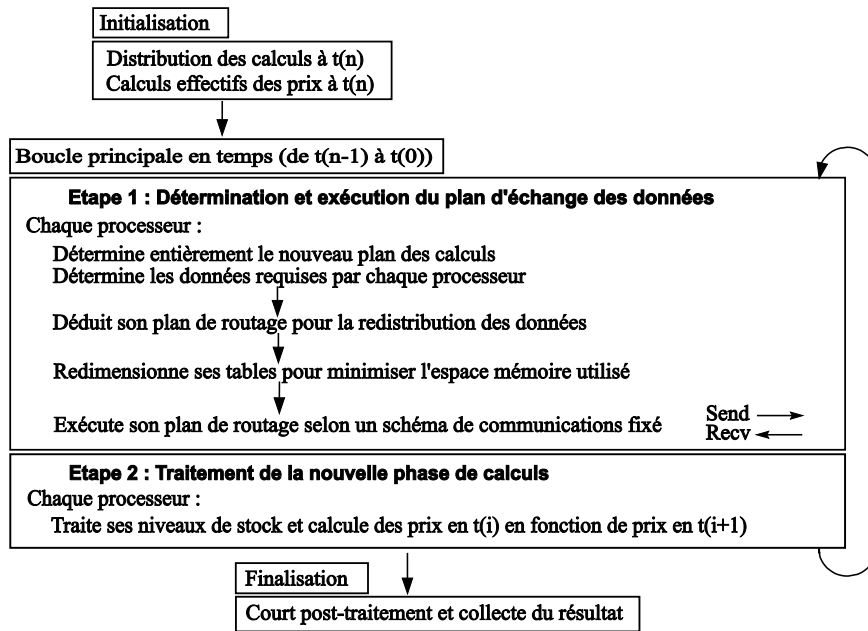 Initialisation
Distribution des calculs à t(n)
Calculs effectifs des prix à t(n)
Boucle principale en temps (de t(n-1) à t(0))
Etape 1 : Détermination et exécution du plan d'échange des données
Chaque processeur :
Détermine entièrement le nouveau plan des calculs
Détermine les données requises par chaque processeur
Déduit son plan de routage pour la redistribution des données
Redimensionne ses tables pour minimiser l'espace mémoire utilisé
Exécute son plan de routage selon un schéma de communications fixé
Send
Recv
Etape 2 : Traitement de la nouvelle phase de calculs
Chaque processeur :
Traite ses niveaux de stock et calcule des prix en t(i) en fonction de prix en t(i+1)
Finalisation
Court post-traitement et collecte du résultat